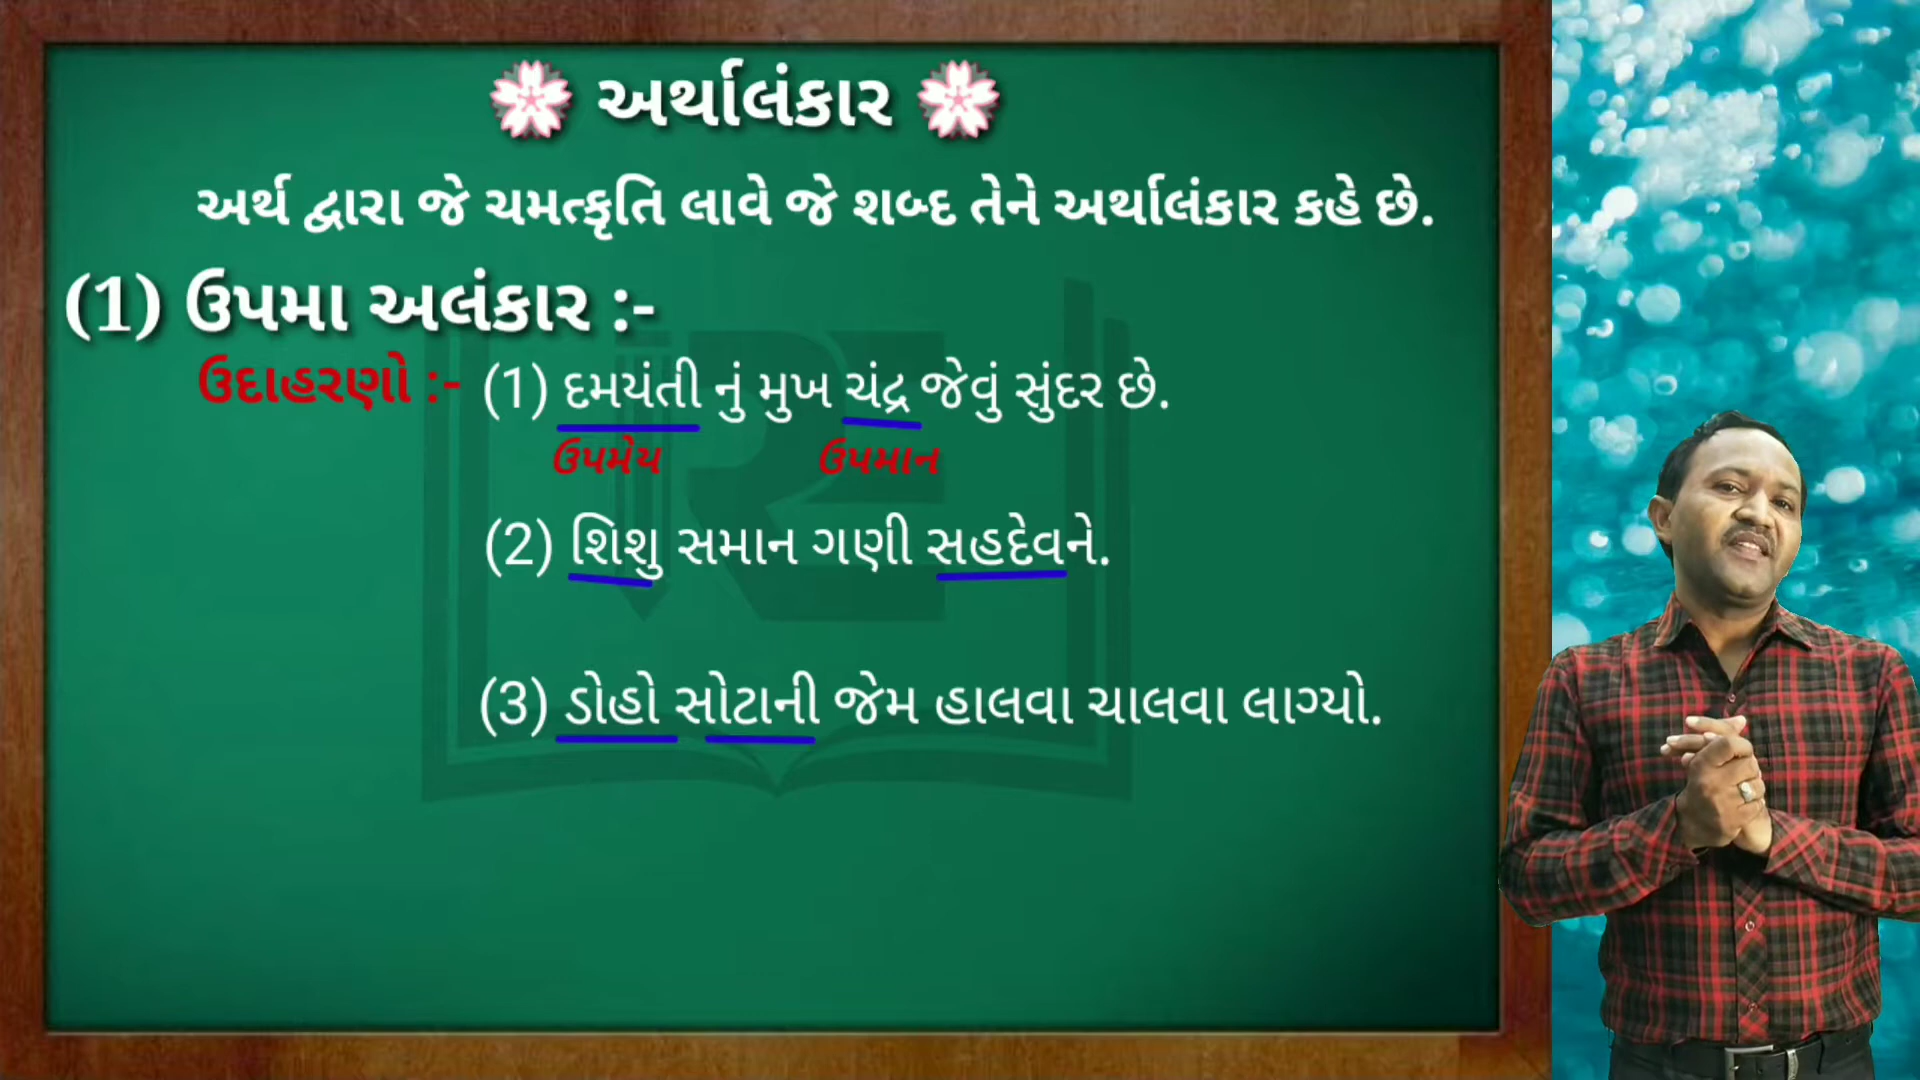 અર્થાલંકાર
અર્થ દ્વારા જે ચમત્કૃતિ લાવે જે શબ્દ તેને અર્થાલંકાર કહે છે.
(1) ઉપમા અલંકાર :-
ઉદાહરણો :- (1) દમયંતી નું મુખ ચંદ્ર જેવું સુંદર છે.
ઉપમેય ઉપમાન
(2) શિશુ સમાન ગણી સહદેવને.
(3) ડોહો સોટાની જેમ હાલવા ચાલવા લાગ્યો.